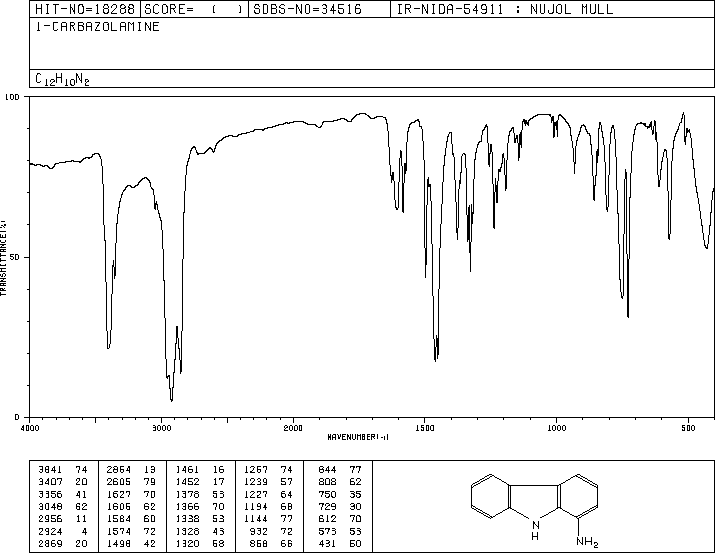 HIT-NO=18288 SCORE= ( ) SDBS-NO=34516 IR-NIDA-54911 : NUJOL MULL
1-CARBAZOLAMINE
C12H10N2
100
50
0
TRANSMITTANCE(%)
4000 3000 2000 1500 1000 500
WAVENUMBER(-1)
3841 74 2854 13 1461 16 1257 74 844 77
3407 20 2605 79 1452 17 1239 57 808 62
3356 41 1627 70 1378 53 1227 64 750 35
3048 62 1606 62 1366 70 1194 68 729 30
2956 11 1584 60 1338 53 1144 77 612 70
2924 4 1574 72 1328 43 932 72 573 53
2869 20 1498 42 1320 58 858 66 431 50
N
H
NH2